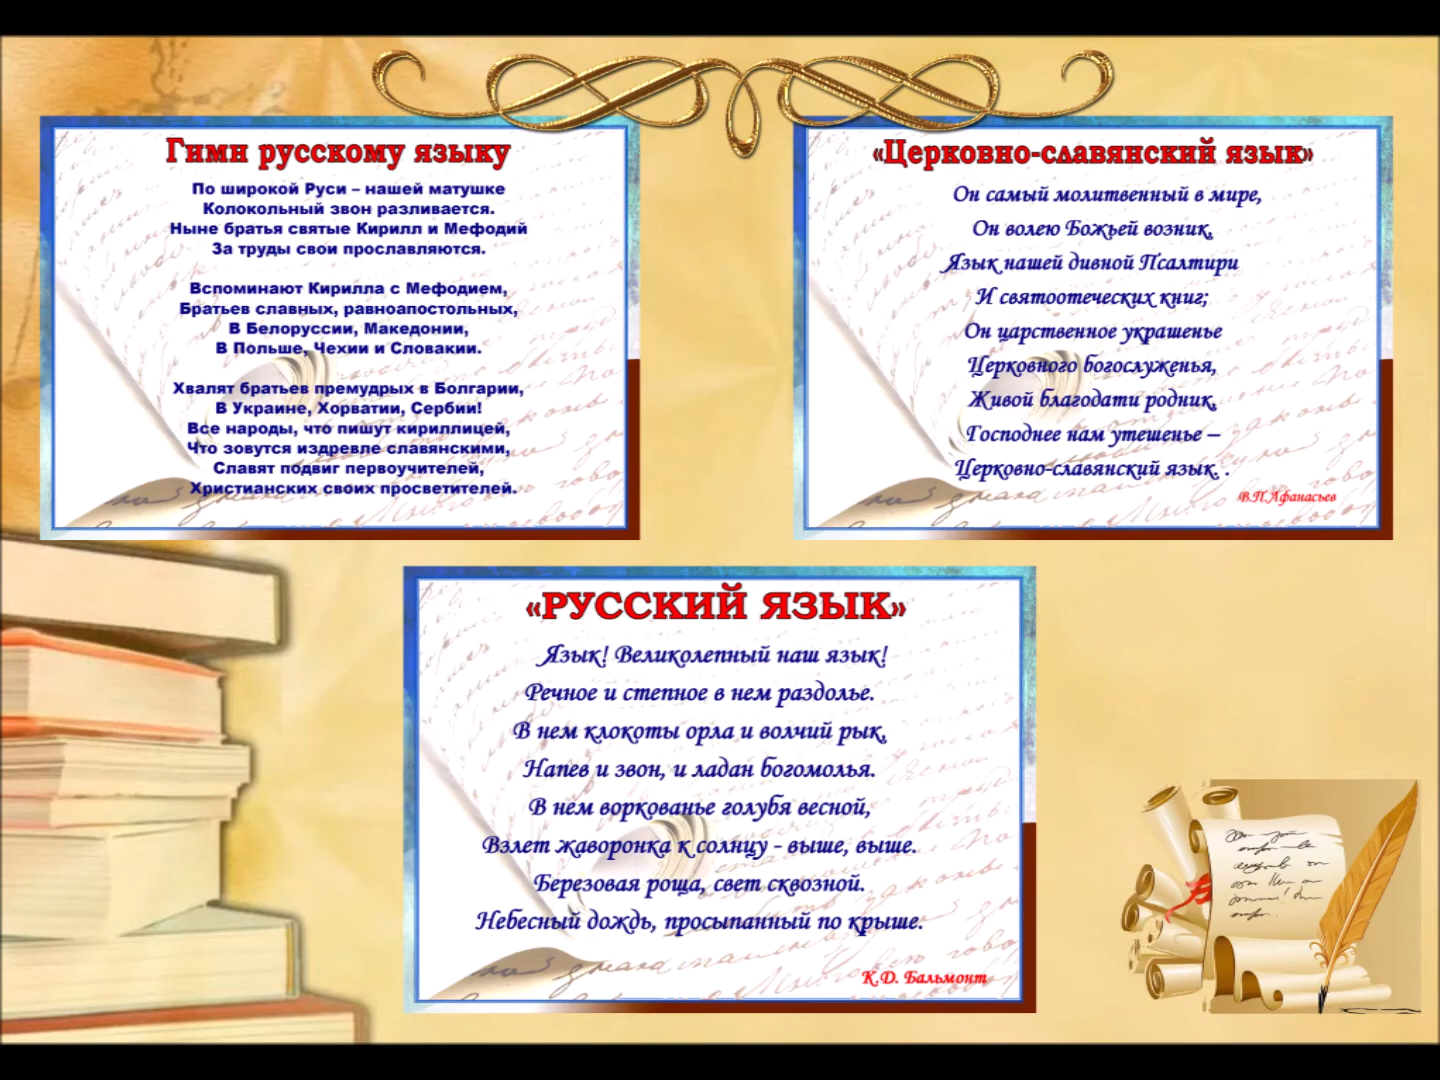 Гимн русскому языку
По широкой Руси – нашей матушке
Колокольный звон разливается.
Ныне братья святые Кирилл и Мефодий
За труды свои прославляются.
Вспоминают Кирилла с Мефодием,
Братьев славных, равноапостольных,
В Белоруссии, Македонии,
В Польше, Чехии и Словакии.
Хвалят братьев премудрых в Болгарии,
В Украине, Хорватии, Сербии!
Все народы, что пишут кириллицей,
Что зовутся издревле славянскими,
Славят подвиг первоучителей,
Христианских своих просветителей.
«Церковно-славянский язык»
Он самый молитвенный в мире,
Он волею Божьей возник,
Язык нашей дивной Псалтири
И святоотеческих книг;
Он царственное украшенье
Церковного богослуженья,
Живой благодати родник,
Господнее нам утешенье –
Церковно-славянский язык. .
В.П.Афанасьев
«РУССКИЙ ЯЗЫК»
Язык! Великолепный наш язык!
Речное и степное в нем раздолье.
В нем клокоты орла и волчий рык,
Напев и звон, и ладан богомолья.
В нем воркованье голубя весной,
Взлет жаворонка к солнцу - выше, выше.
Березовая роща, свет сквозной.
Небесный дождь, просыпанный по крыше.
К.Д. Бальмонт